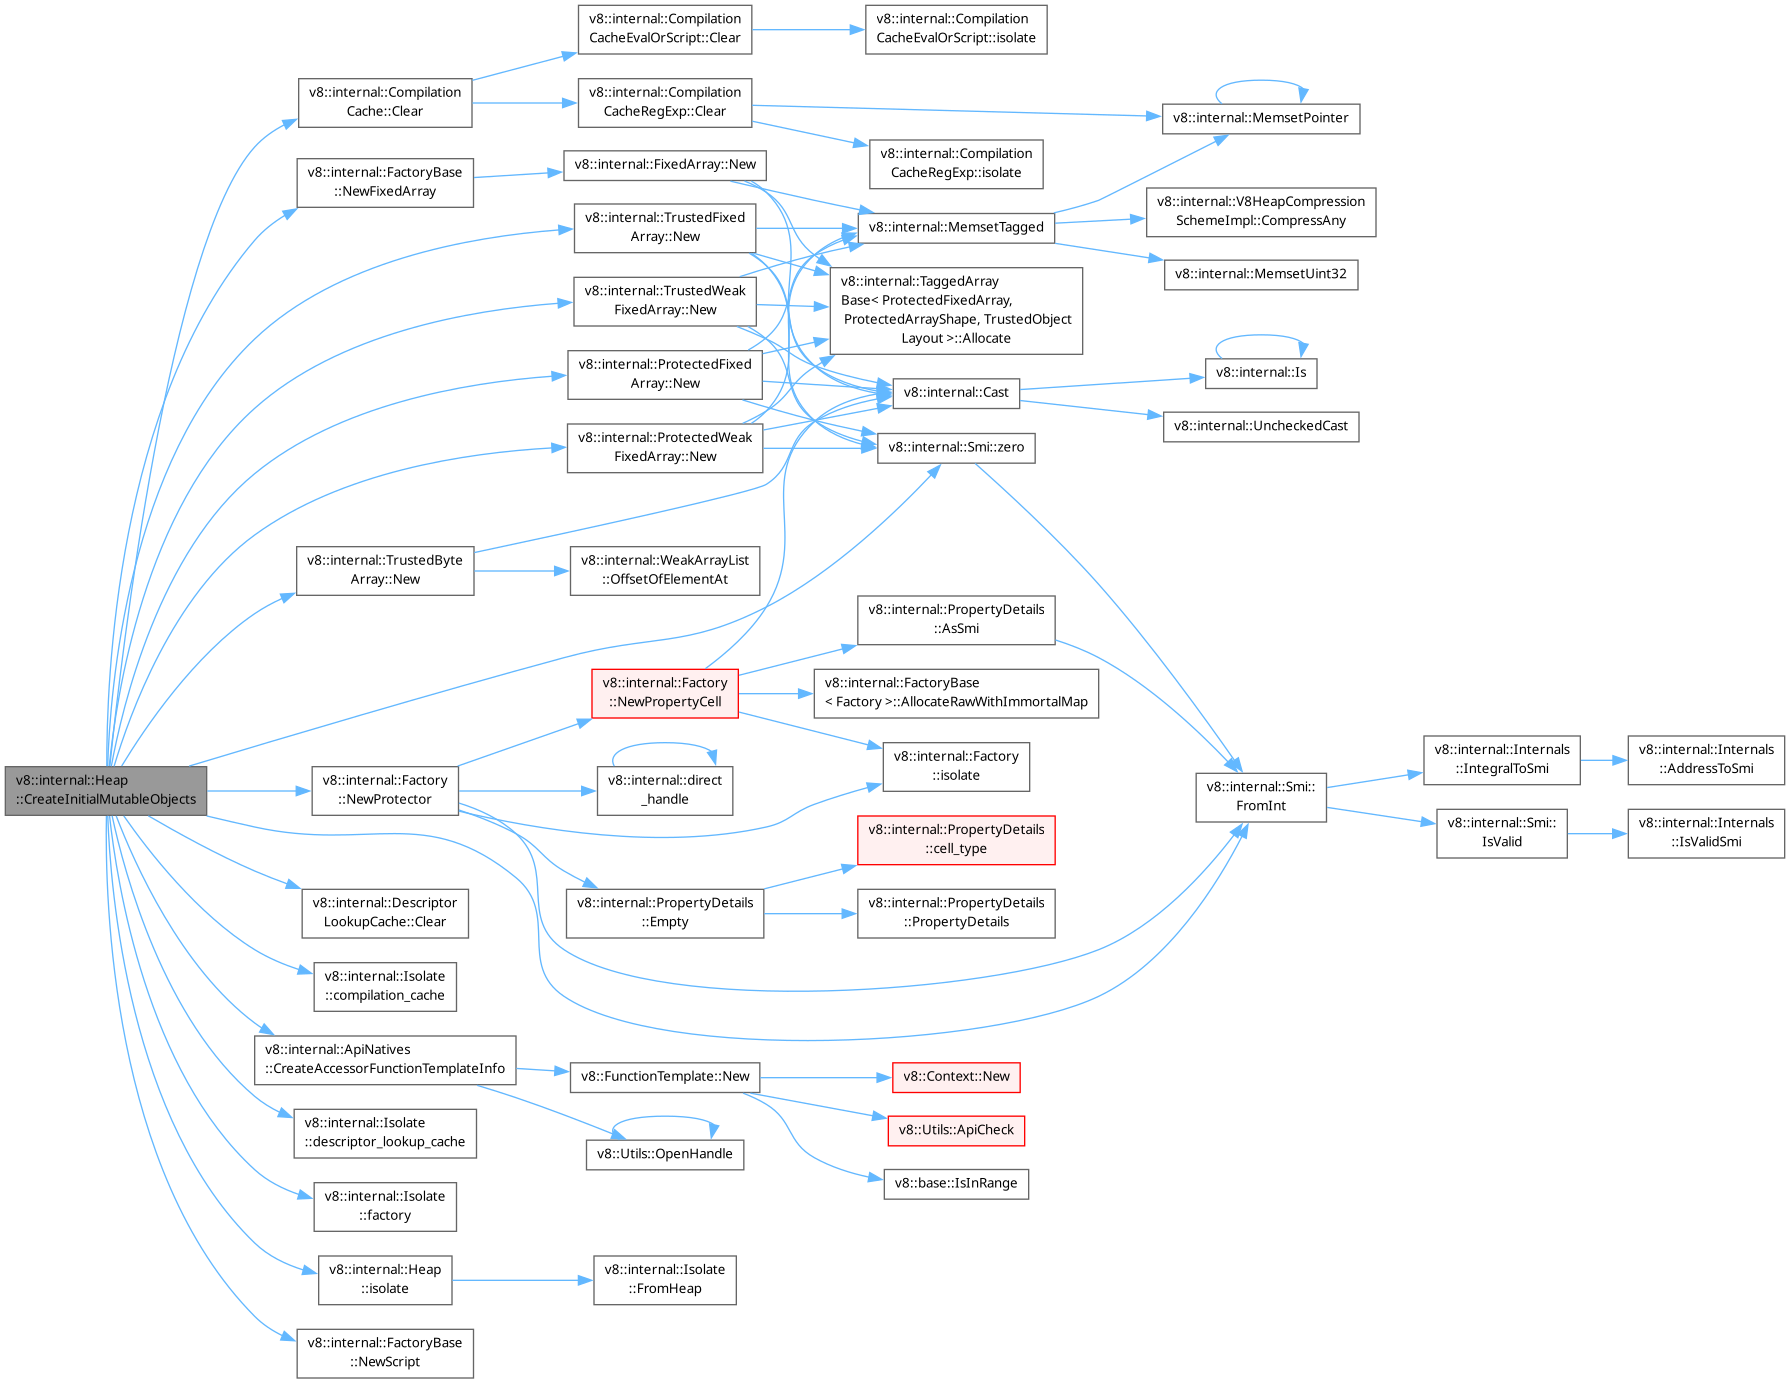 v8::internal::Heap
::CreateInitialMutableObjects
v8::internal::Compilation
Cache::Clear
v8::internal::FactoryBase
::NewFixedArray
v8::internal::TrustedByte
Array::New
v8::internal::Factory
::NewProtector
v8::internal::Descriptor
LookupCache::Clear
v8::internal::Isolate
::compilation_cache
v8::internal::ApiNatives
::CreateAccessorFunctionTemplateInfo
v8::internal::Isolate
::descriptor_lookup_cache
v8::internal::Isolate
::factory
v8::internal::Heap
::isolate
v8::internal::FactoryBase
::NewScript
v8::internal::Compilation
CacheEvalOrScript::Clear
v8::internal::Compilation
CacheRegExp::Clear
v8::internal::FixedArray::New
v8::internal::TrustedFixed
Array::New
v8::internal::TrustedWeak
FixedArray::New
v8::internal::ProtectedFixed
Array::New
v8::internal::ProtectedWeak
FixedArray::New
v8::internal::WeakArrayList
::OffsetOfElementAt
v8::internal::Factory
::NewPropertyCell
v8::internal::direct
_handle
v8::internal::PropertyDetails
::Empty
v8::FunctionTemplate::New
v8::Utils::OpenHandle
v8::internal::Isolate
::FromHeap
v8::internal::Compilation
CacheEvalOrScript::isolate
v8::internal::Compilation
CacheRegExp::isolate
v8::internal::MemsetTagged
v8::internal::TaggedArray
Base< ProtectedFixedArray,
ProtectedArrayShape, TrustedObject
Layout >::Allocate
v8::internal::Cast
v8::internal::Smi::zero
v8::internal::PropertyDetails
::AsSmi
v8::internal::FactoryBase
< Factory >::AllocateRawWithImmortalMap
v8::internal::Factory
::isolate
v8::internal::PropertyDetails
::cell_type
v8::internal::PropertyDetails
::PropertyDetails
v8::Context::New
v8::Utils::ApiCheck
v8::base::IsInRange
v8::internal::MemsetPointer
v8::internal::V8HeapCompression
SchemeImpl::CompressAny
v8::internal::MemsetUint32
v8::internal::Is
v8::internal::UncheckedCast
v8::internal::Smi::
FromInt
v8::internal::Internals
::IntegralToSmi
v8::internal::Smi::
IsValid
v8::internal::Internals
::AddressToSmi
v8::internal::Internals
::IsValidSmi